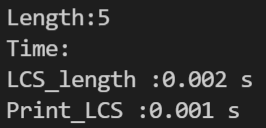 Length:5
Time:
LCS_length :0.002 s
Print_LCS :0.001 s